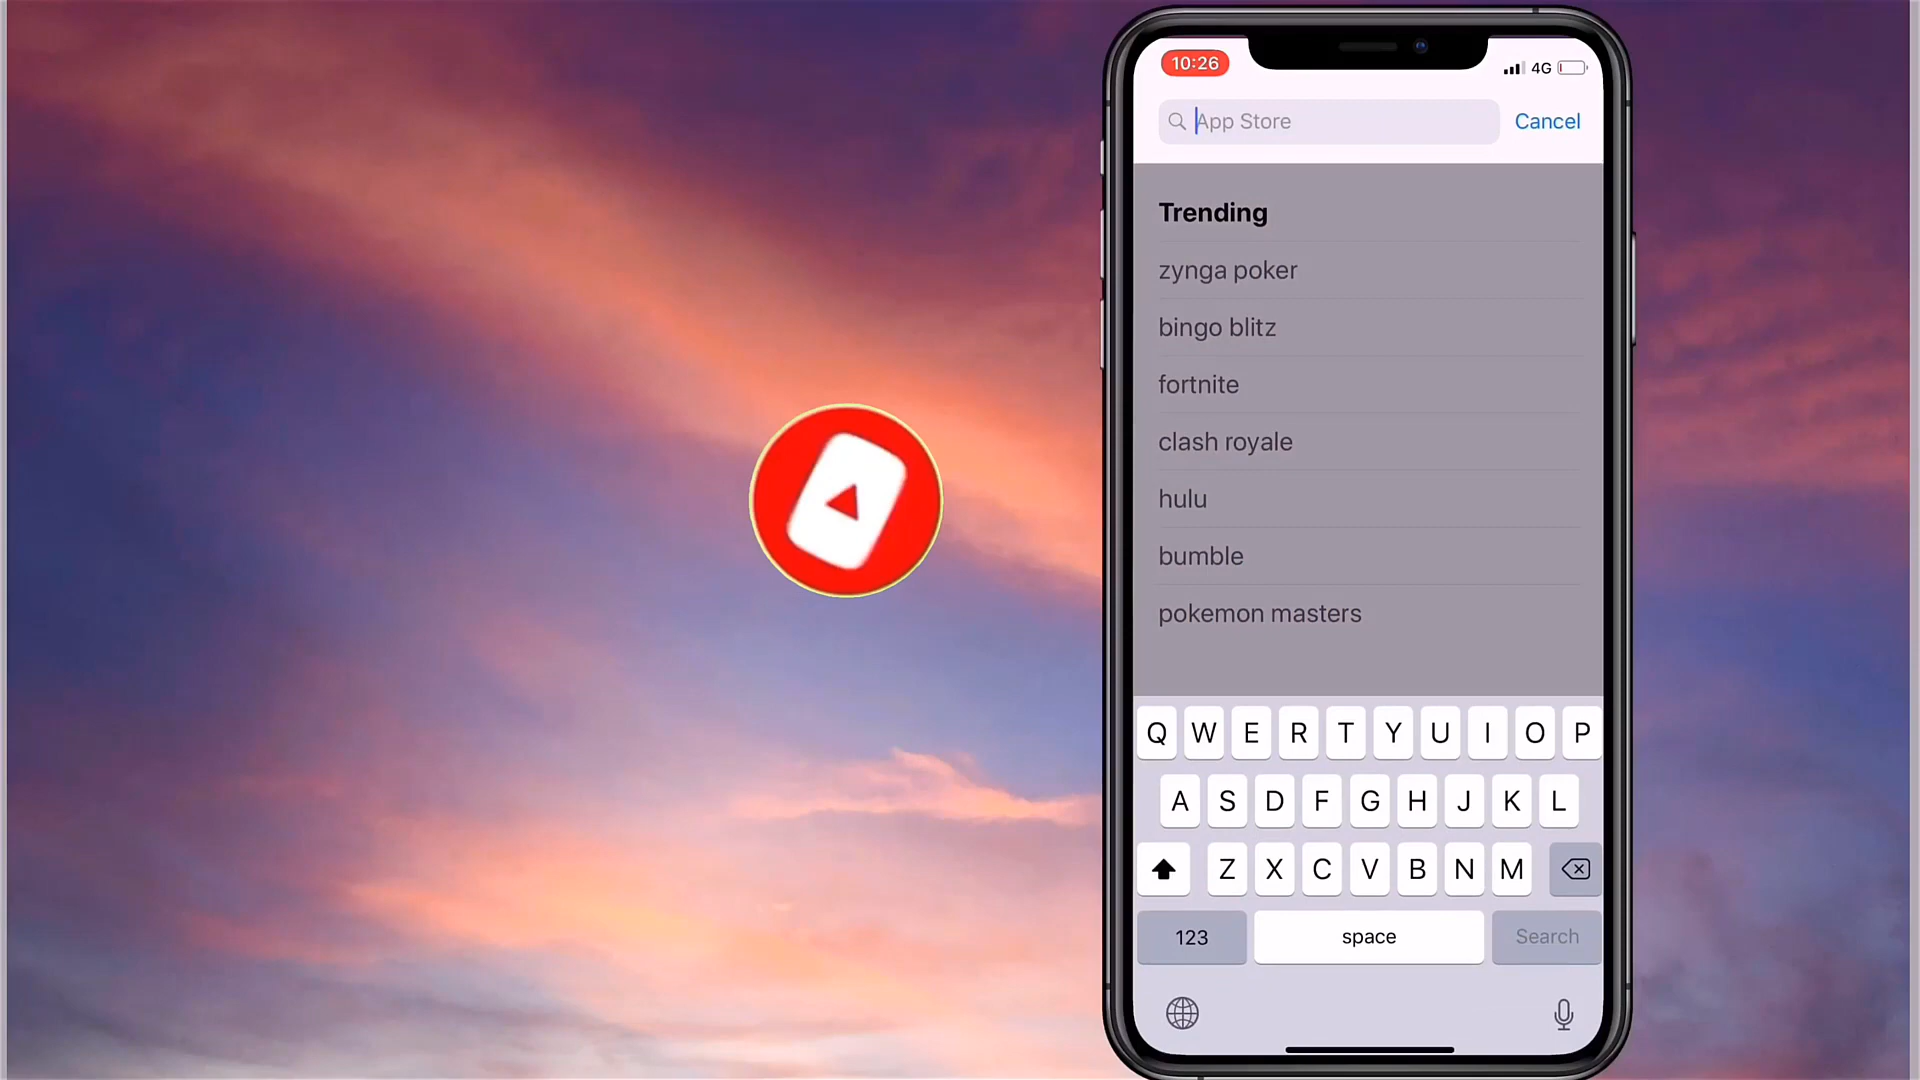 10:26
4G
App Store
Cancel
Trending
zynga poker
bingo blitz
fortnite
clash royale
hulu
bumble
pokemon masters
Q W E R T Y U I O P
A S D F G H J K L
Z X C V B N M
123
space
Search